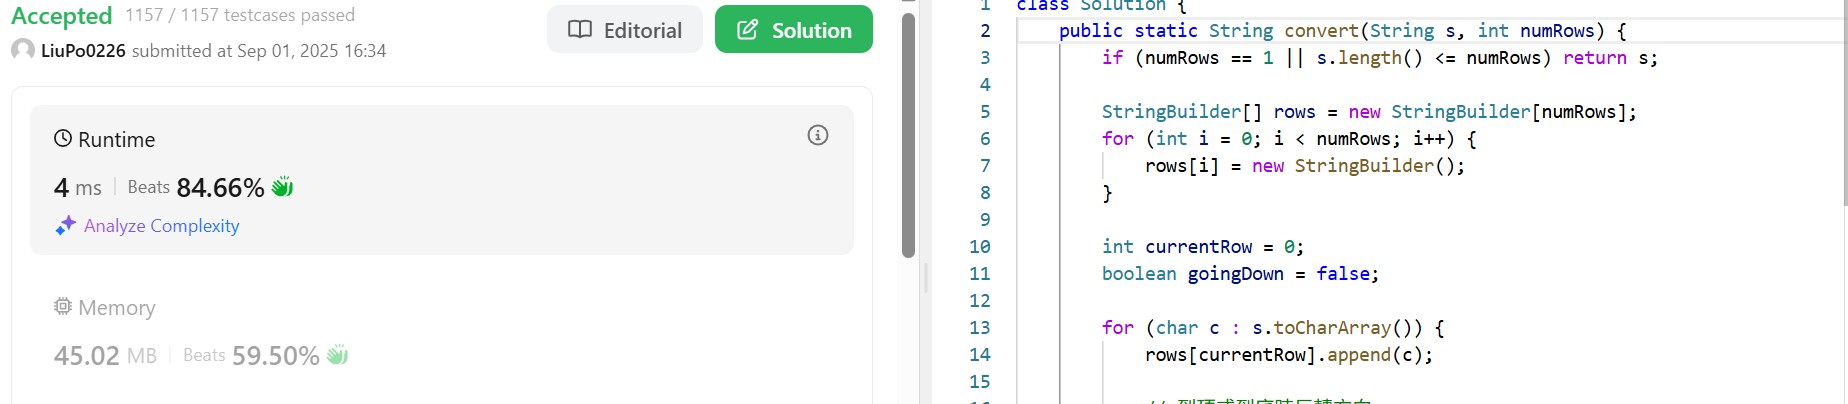 Accepted 1157 / 1157 testcases passed
LiuPo0226 submitted at Sep 01, 2025 16:34
Editorial
Solution
Runtime
4 ms | Beats 84.66%
Analyze Complexity
Memory
45.02 MB | Beats 59.50%
1 class Solution {
2 public static String convert(String s, int numRows) {
3 if (numRows == 1 || s.length() <= numRows) return s;
4
5 StringBuilder[] rows = new StringBuilder[numRows];
6 for (int i = 0; i < numRows; i++) {
7 rows[i] = new StringBuilder();
8 }
9
10 int currentRow = 0;
11 boolean goingDown = false;
12
13 for (char c : s.toCharArray()) {
14 rows[currentRow].append(c);
15